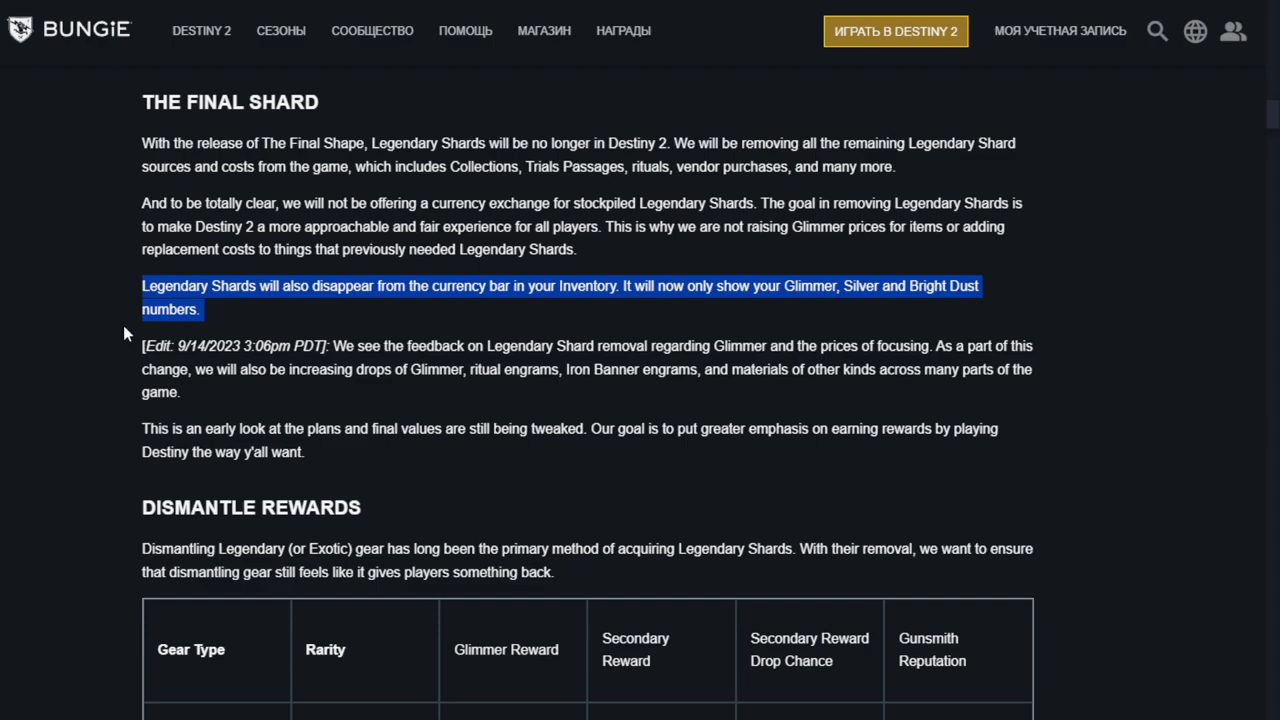 BUNGiE
DESTINY 2 СЕЗОНЫ СООБЩЕСТВО ПОМОЩЬ МАГАЗИН НАГРАДЫ ИГРАТЬ В DESTINY 2 МОЯ УЧЕТНАЯ ЗАПИСЬ
THE FINAL SHARD
With the release of The Final Shape, Legendary Shards will be no longer in Destiny 2. We will be removing all the remaining Legendary Shard
sources and costs from the game, which includes Collections, Trials Passages, rituals, vendor purchases, and many more.
And to be totally clear, we will not be offering a currency exchange for stockpiled Legendary Shards. The goal in removing Legendary Shards is
to make Destiny 2 a more approachable and fair experience for all players. This is why we are not raising Glimmer prices for items or adding
replacement costs to things that previously needed Legendary Shards.
Legendary Shards will also disappear from the currency bar in your Inventory. It will now only show your Glimmer, Silver and Bright Dust
numbers.
[Edit: 9/14/2023 3:06pm PDT]: We see the feedback on Legendary Shard removal regarding Glimmer and the prices of focusing. As a part of this
change, we will also be increasing drops of Glimmer, ritual engrams, Iron Banner engrams, and materials of other kinds across many parts of the
game.
This is an early look at the plans and final values are still being tweaked. Our goal is to put greater emphasis on earning rewards by playing
Destiny the way y'all want.
DISMANTLE REWARDS
Dismantling Legendary (or Exotic) gear has long been the primary method of acquiring Legendary Shards. With their removal, we want to ensure
that dismantling gear still feels like it gives players something back.
Gear Type
Rarity
Glimmer Reward
Secondary
Reward
Secondary Reward
Drop Chance
Gunsmith
Reputation